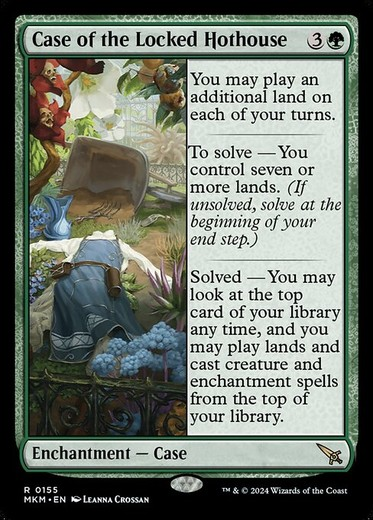 Case of the Locked Hothouse 3
You may play an
additional land on
each of your turns.
To solve — You
control seven or
more lands. (If
unsolved, solve at the
beginning of your
end step.)
Solved — You may
look at the top
card of your library
any time, and you
may play lands and
cast creature and
enchantment spells
from the top of
your library.
Enchantment — Case
R 0155
MKM • EN Leanna Crossan
™ & © 2024 Wizards of the Coast